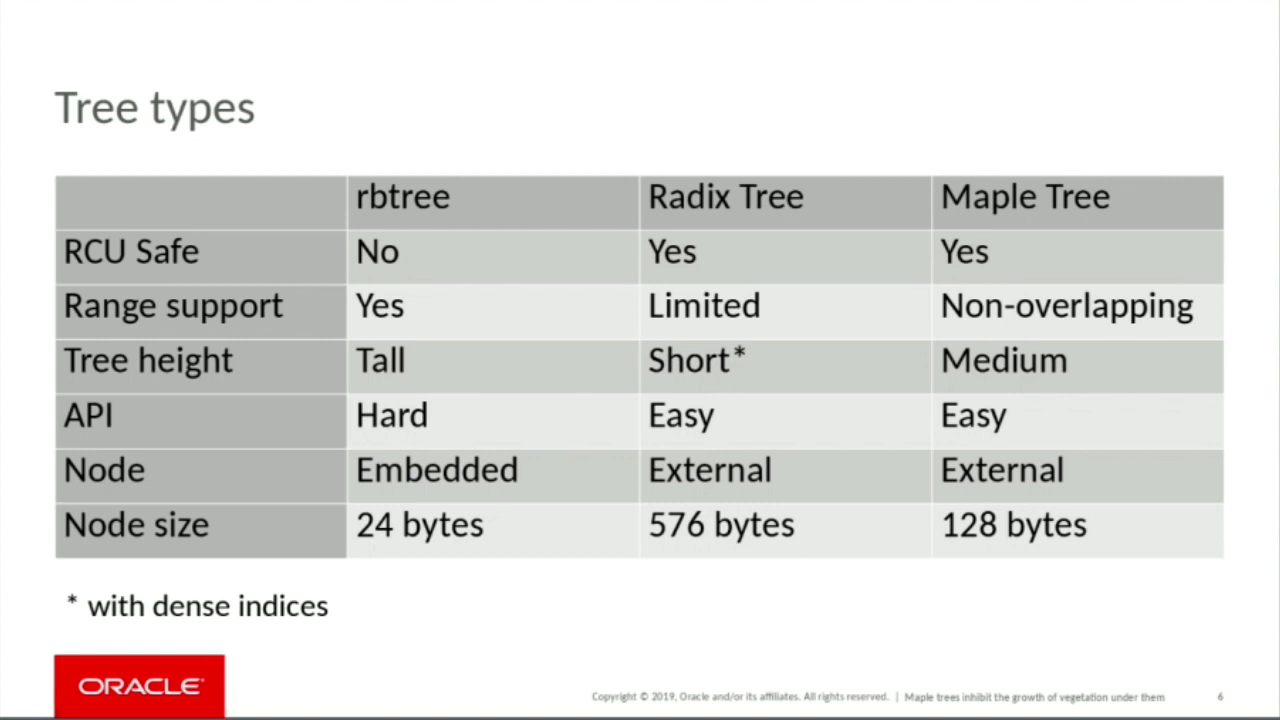 Tree types
rbtree Radix Tree Maple Tree
RCU Safe No Yes Yes
Range support Yes Limited Non-overlapping
Tree height Tall Short* Medium
API Hard Easy Easy
Node Embedded External External
Node size 24 bytes 576 bytes 128 bytes
* with dense indices
ORACLE
Copyright © 2019, Oracle and/or its affiliates. All rights reserved. | Maple trees inhibit the growth of vegetation under them 6